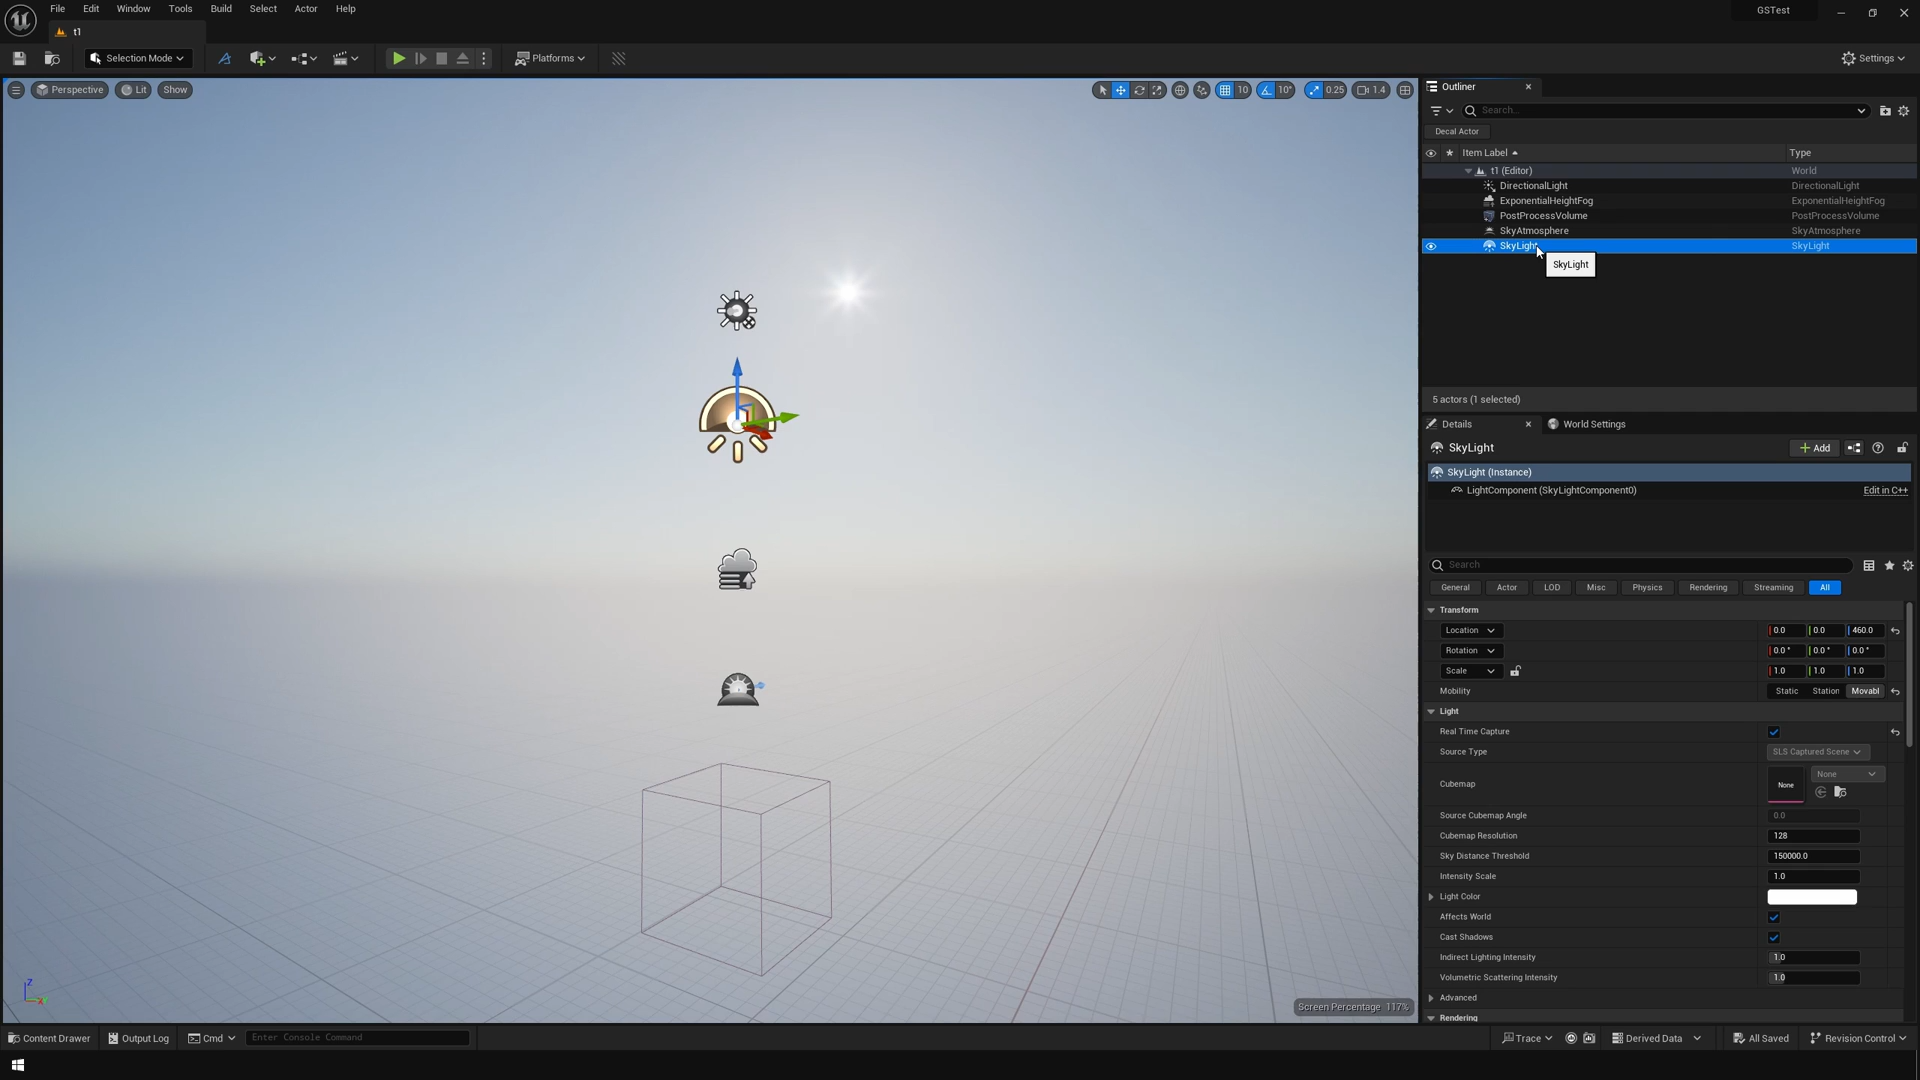 File Edit Window Tools Build Select Actor Help
GSTest
t1
Selection Mode
Platforms
Settings
Perspective Lit Show
10 10° 0.25 1.4
Outliner
Search...
Decal Actor
Item Label Type
t1 (Editor) World
DirectionalLight DirectionalLight
ExponentialHeightFog ExponentialHeightFog
PostProcessVolume PostProcessVolume
SkyAtmosphere SkyAtmosphere
SkyLight SkyLight
SkyLight
5 actors (1 selected)
Details World Settings
SkyLight Add
SkyLight (Instance)
LightComponent (SkyLightComponent0) Edit in C++
Search
General Actor LOD Misc Physics Rendering Streaming All
Transform
Location 0.0 0.0 460.0
Rotation 0.0° 0.0° 0.0°
Scale 1.0 1.0 1.0
Mobility Static Station Movabl
Light
Real Time Capture
Source Type SLS Captured Scene
None
Cubemap None
Source Cubemap Angle 0.0
Cubemap Resolution 128
Sky Distance Threshold 150000.0
Intensity Scale 1.0
Light Color
Affects World
Cast Shadows
Indirect Lighting Intensity 1.0
Volumetric Scattering Intensity 1.0
Advanced
Rendering
Z
Screen Percentage 117%
Content Drawer Output Log Cmd Enter Console Command Trace Derived Data All Saved Revision Control